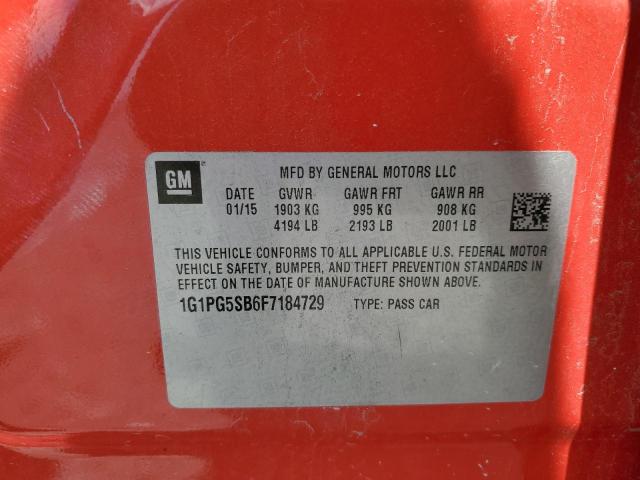 GM
MFD BY GENERAL MOTORS LLC
DATE GVWR GAWR FRT GAWR RR
01/15 1903 KG 995 KG 908 KG
4194 LB 2193 LB 2001 LB
THIS VEHICLE CONFORMS TO ALL APPLICABLE U.S. FEDERAL MOTOR
VEHICLE SAFETY, BUMPER, AND THEFT PREVENTION STANDARDS IN
EFFECT ON THE DATE OF MANUFACTURE SHOWN ABOVE.
1G1PG5SB6F7184729 TYPE: PASS CAR